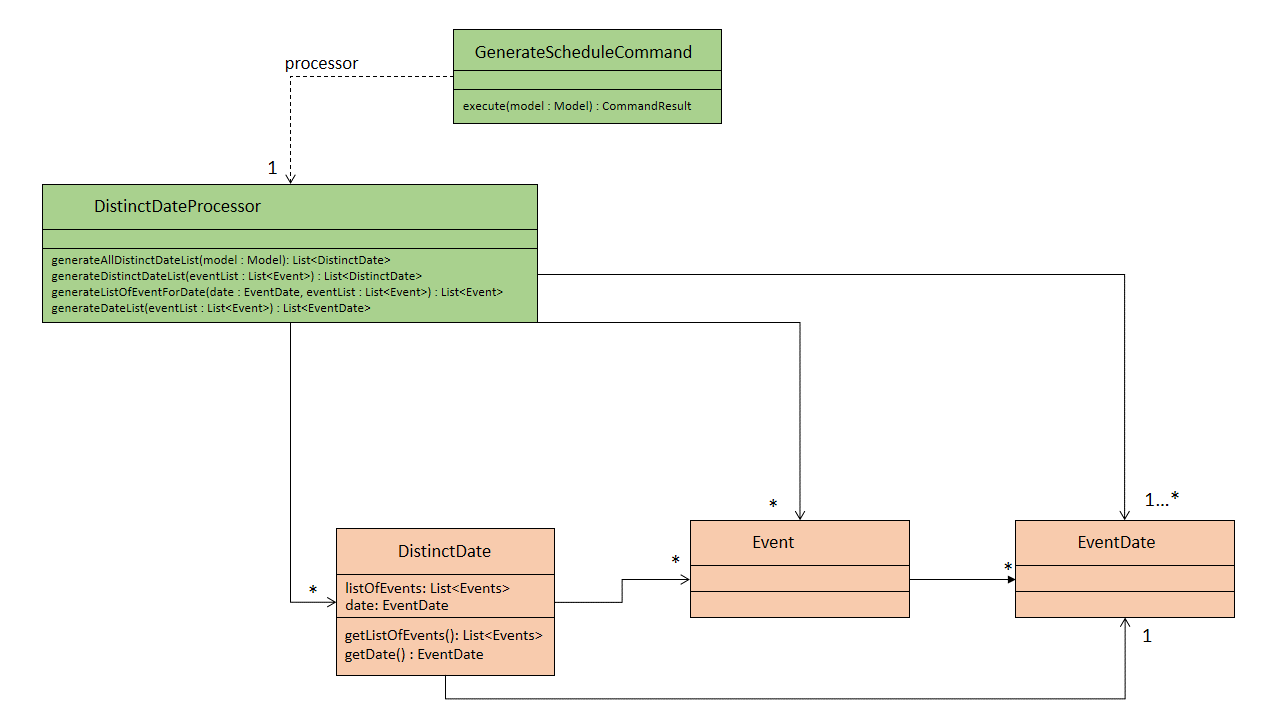 GenerateScheduleCommand
processor
execute(model : Model) : CommandResult
1
DistinctDateProcessor
generateAllDistinctDateList(model : Model): List<DistinctDate>
generateDistinctDateList(eventList : List<Event>) : List<DistinctDate>
generateListOfEventForDate(date : EventDate, eventList : List<Event>) : List<Event>
generateDateList(eventList : List<Event>) : List<EventDate>
*
1...*
DistinctDate
Event
EventDate
*
*
*
listOfEvents: List<Events>
date: EventDate
getListOfEvents(): List<Events>
getDate() : EventDate
1